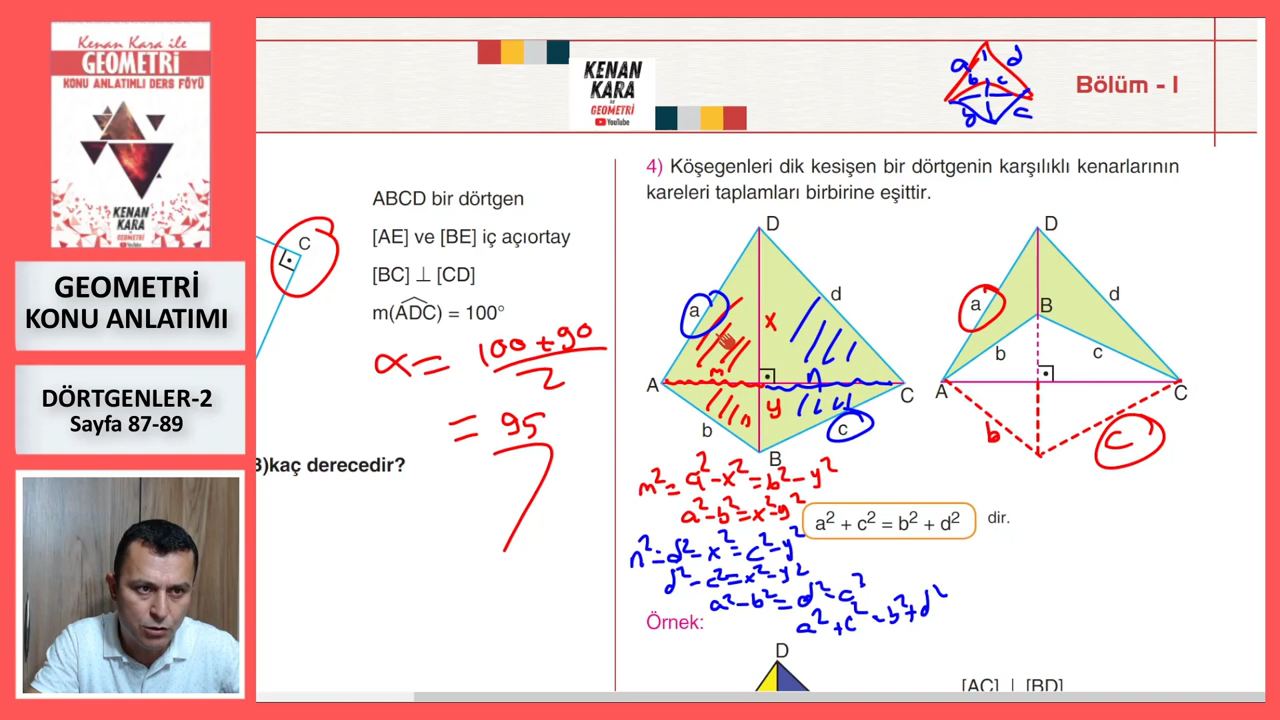 Kenan Kara ile
GEOMETRİ
KONU ANLATIMLI DERS FÖYÜ
KENAN
KARA
ile
GEOMETRİ
YouTube
GEOMETRİ
KONU ANLATIMI
DÖRTGENLER-2
Sayfa 87-89
KENAN
KARA
ile
GEOMETRİ
YouTube
Bölüm - I
a
d
b
c
y
c
C
ABCD bir dörtgen
[AE] ve [BE] iç açıortay
[BC] ⊥ [CD]
m(ADC) = 100°
α = 100 + 90
2
= 95
B)kaç derecedir?
4) Köşegenleri dik kesişen bir dörtgenin karşılıklı kenarlarının
kareleri taplamları birbirine eşittir.
D
a
d
x
m
n
A
C
y
b
c
B
D
a
d
B
b
c
A
C
b
c
m² = a² - x² = b² - y²
a² - b² = x² - y²
a² + c² = b² + d² dir.
n² = d² - x² = c² - y²
d² - c² = x² - y²
a² - b² = d² - c²
a² + c² = b² + d²
Örnek:
D
[AC] ⊥ [BD]